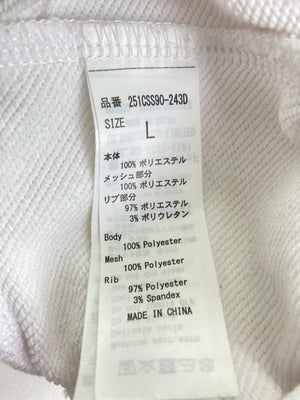 品番 251CSS90-243D
SIZE
L
本体
100% ポリエステル
メッシュ部分
100% ポリエステル
リブ部分
97% ポリエステル
3% ポリウレタン
Body
100% Polyester
Mesh
100% Polyester
Rib
97% Polyester
3% Spandex
MADE IN CHINA